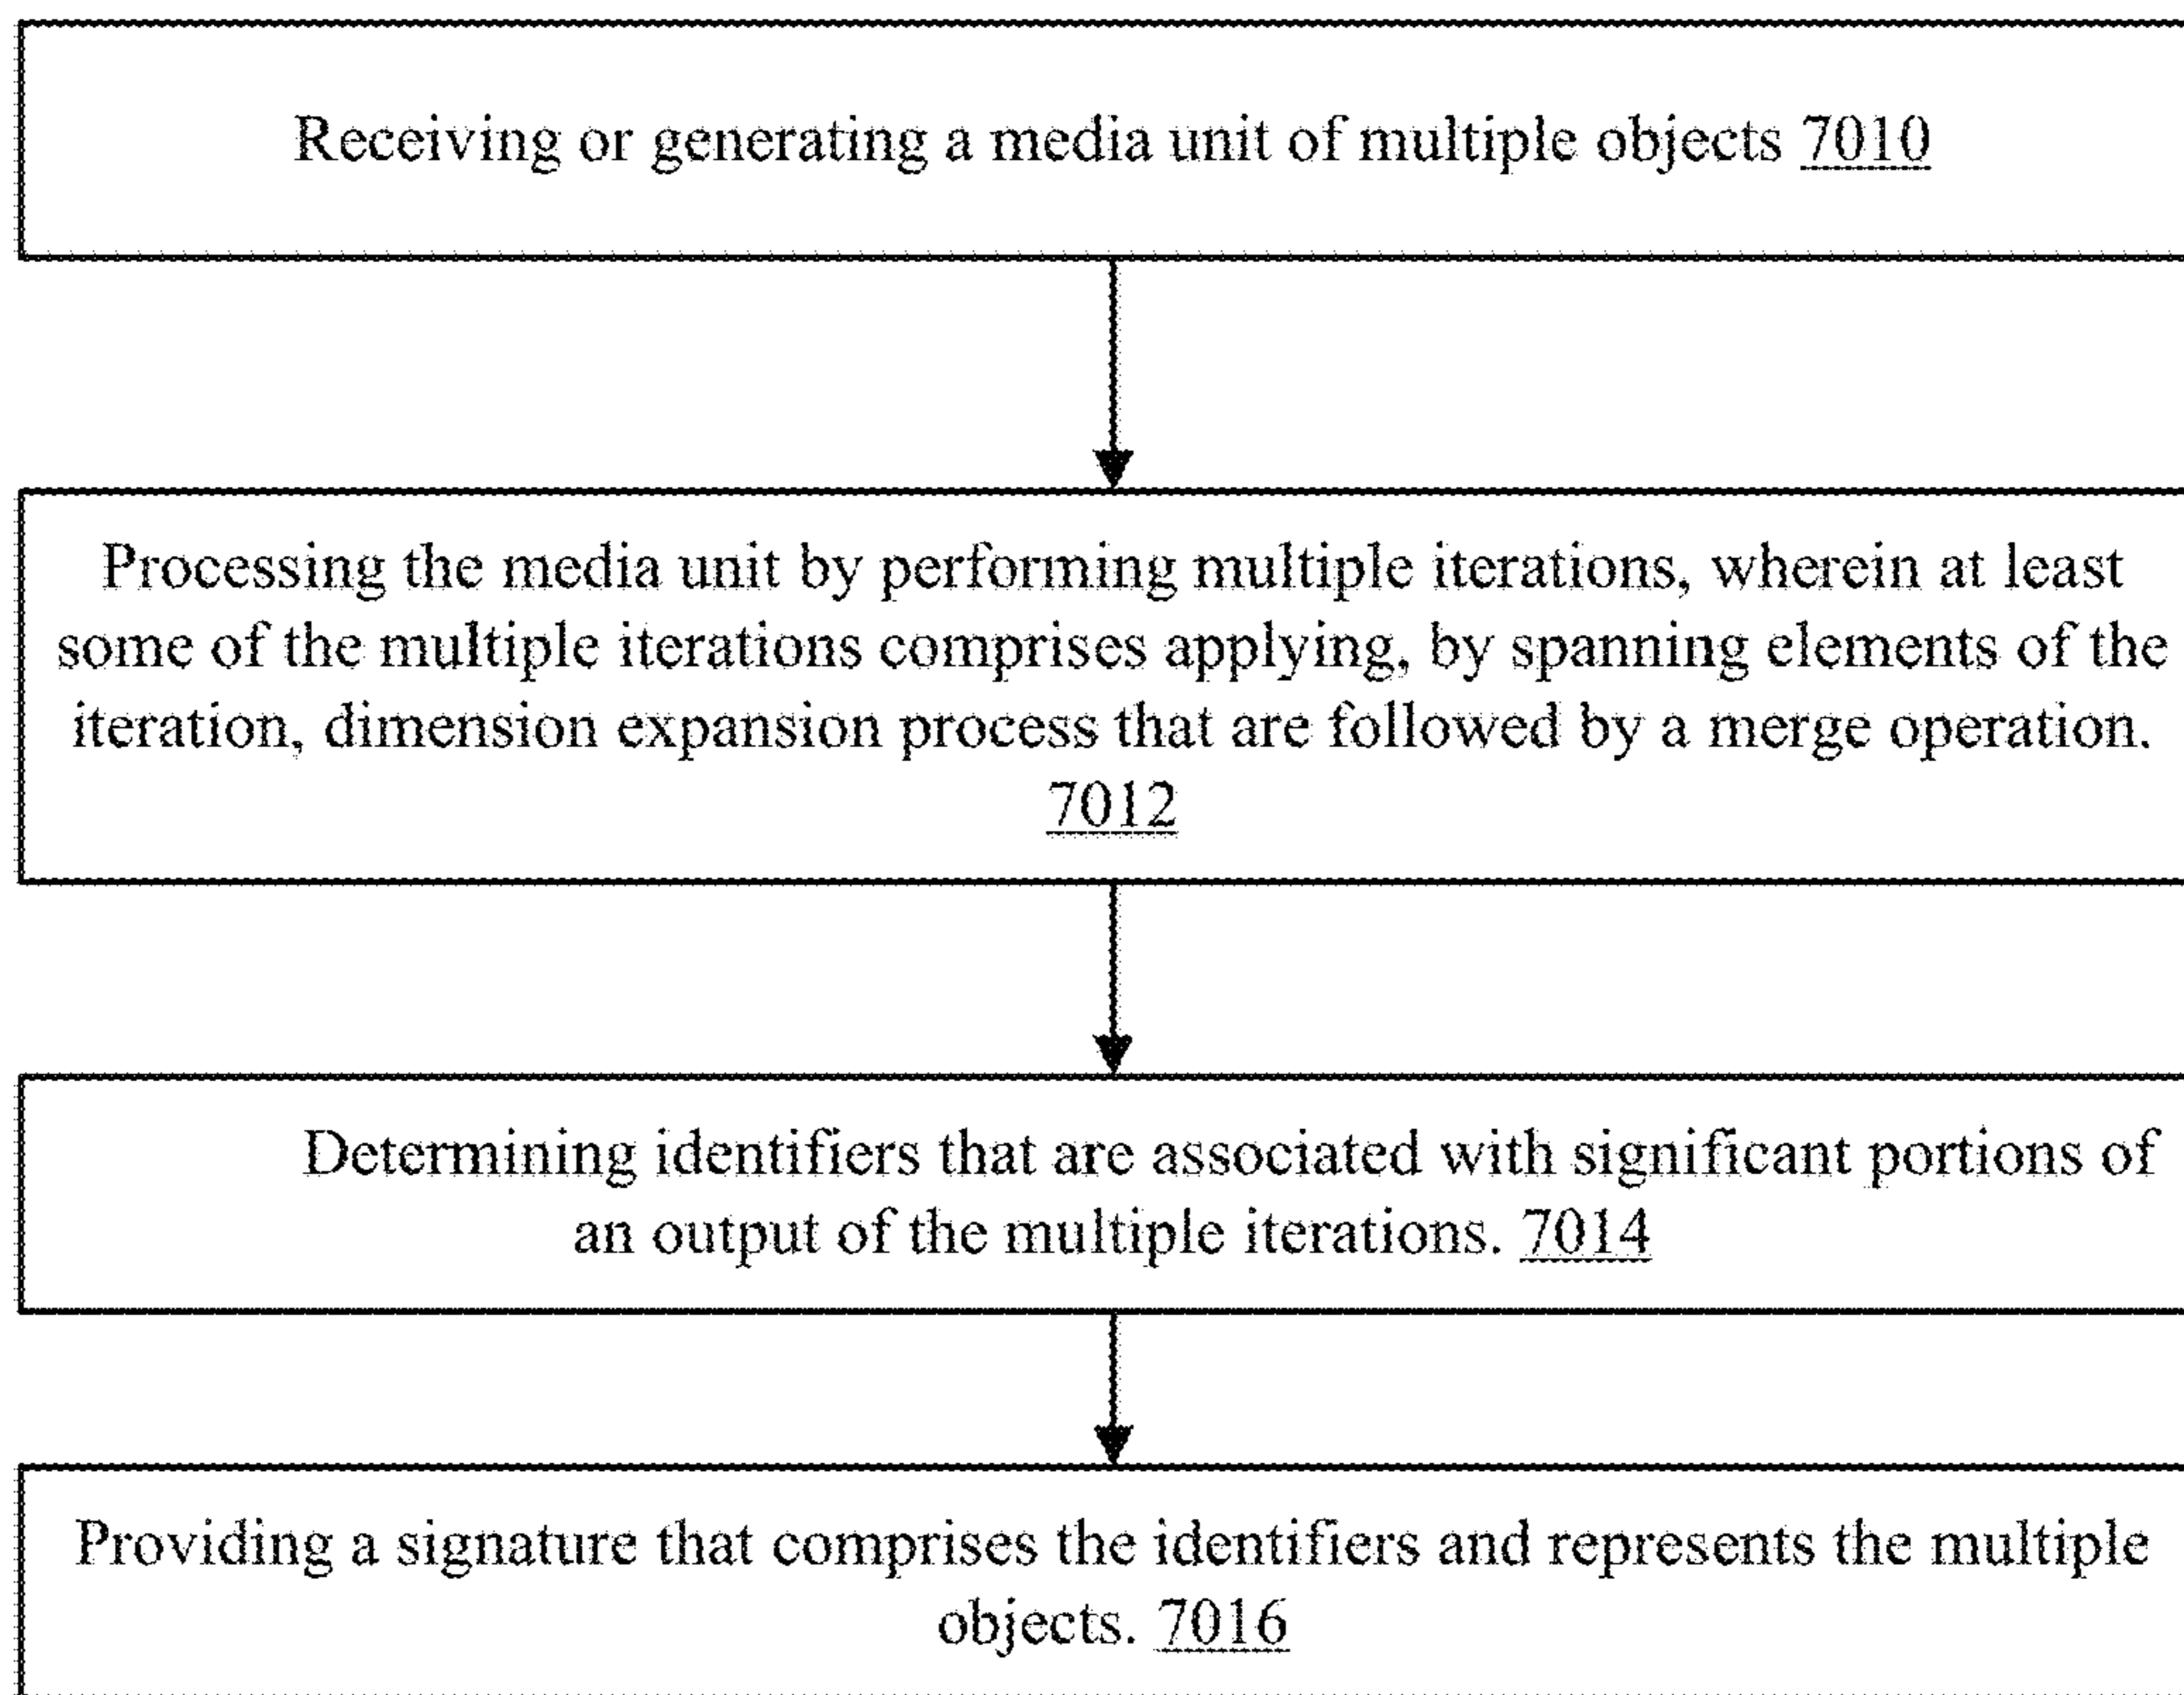 Receiving or generating a media unit of multiple objects 7010
Processing the media unit by performing multiple iterations, wherein at least
some of the multiple iterations comprises applying, by spanning elements of the
iteration, dimension expansion process that are followed by a merge operation.
7012
Determining identifiers that are associated with significant portions of
an output of the multiple iterations. 7014
Providing a signature that comprises the identifiers and represents the multiple
objects. 7016